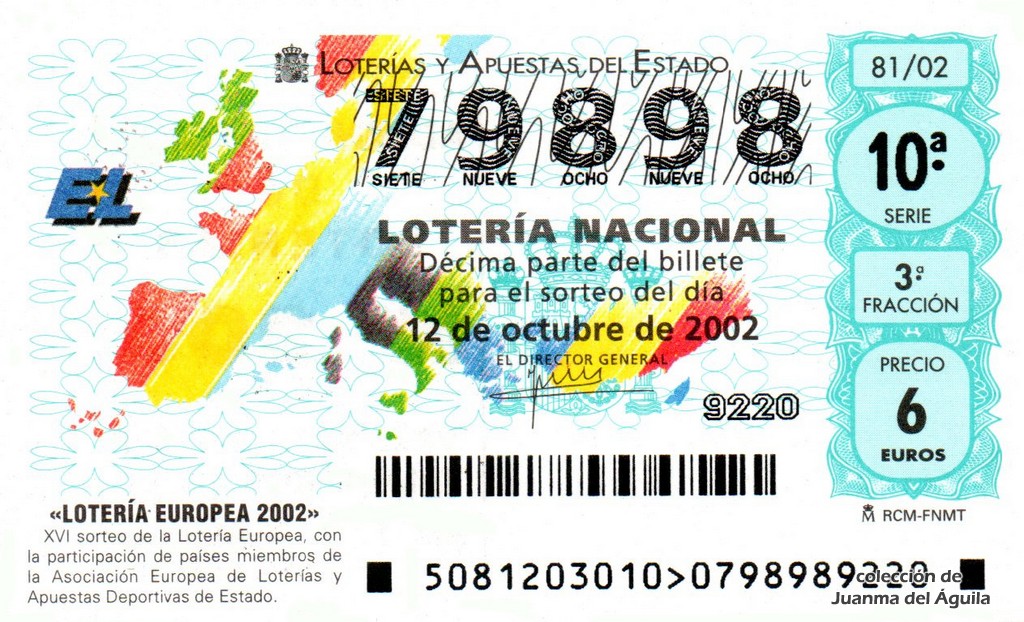 LOTERÍAS Y APUESTAS DEL ESTADO
79898
SIETE NUEVE OCHO NUEVE OCHO
EL
LOTERÍA NACIONAL
Décima parte del billete
para el sorteo del día
12 de octubre de 2002
EL DIRECTOR GENERAL
9220
81/02
10ª
SERIE
3ª
FRACCIÓN
PRECIO
6
EUROS
RCM-FNMT
«LOTERÍA EUROPEA 2002»
XVI sorteo de la Lotería Europea, con
la participación de países miembros de
la Asociación Europea de Loterías y
Apuestas Deportivas de Estado.
5081203010>0798989220
colección de
Juanma del Águila